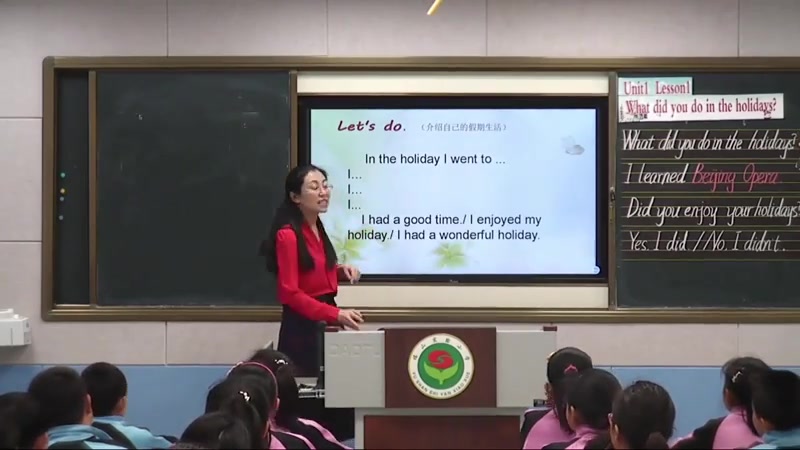 Let's do. （介绍自己的假期生活）
In the holiday I went to ...
I...
I...
I...
I had a good time./ I enjoyed my
holiday./ I had a wonderful holiday.
Unit1 Lesson1
What did you do in the holidays?
What did you do in the holidays?
I learned Beijing Opera.
Did you enjoy your holidays?
Yes. I did //No. I didn't.